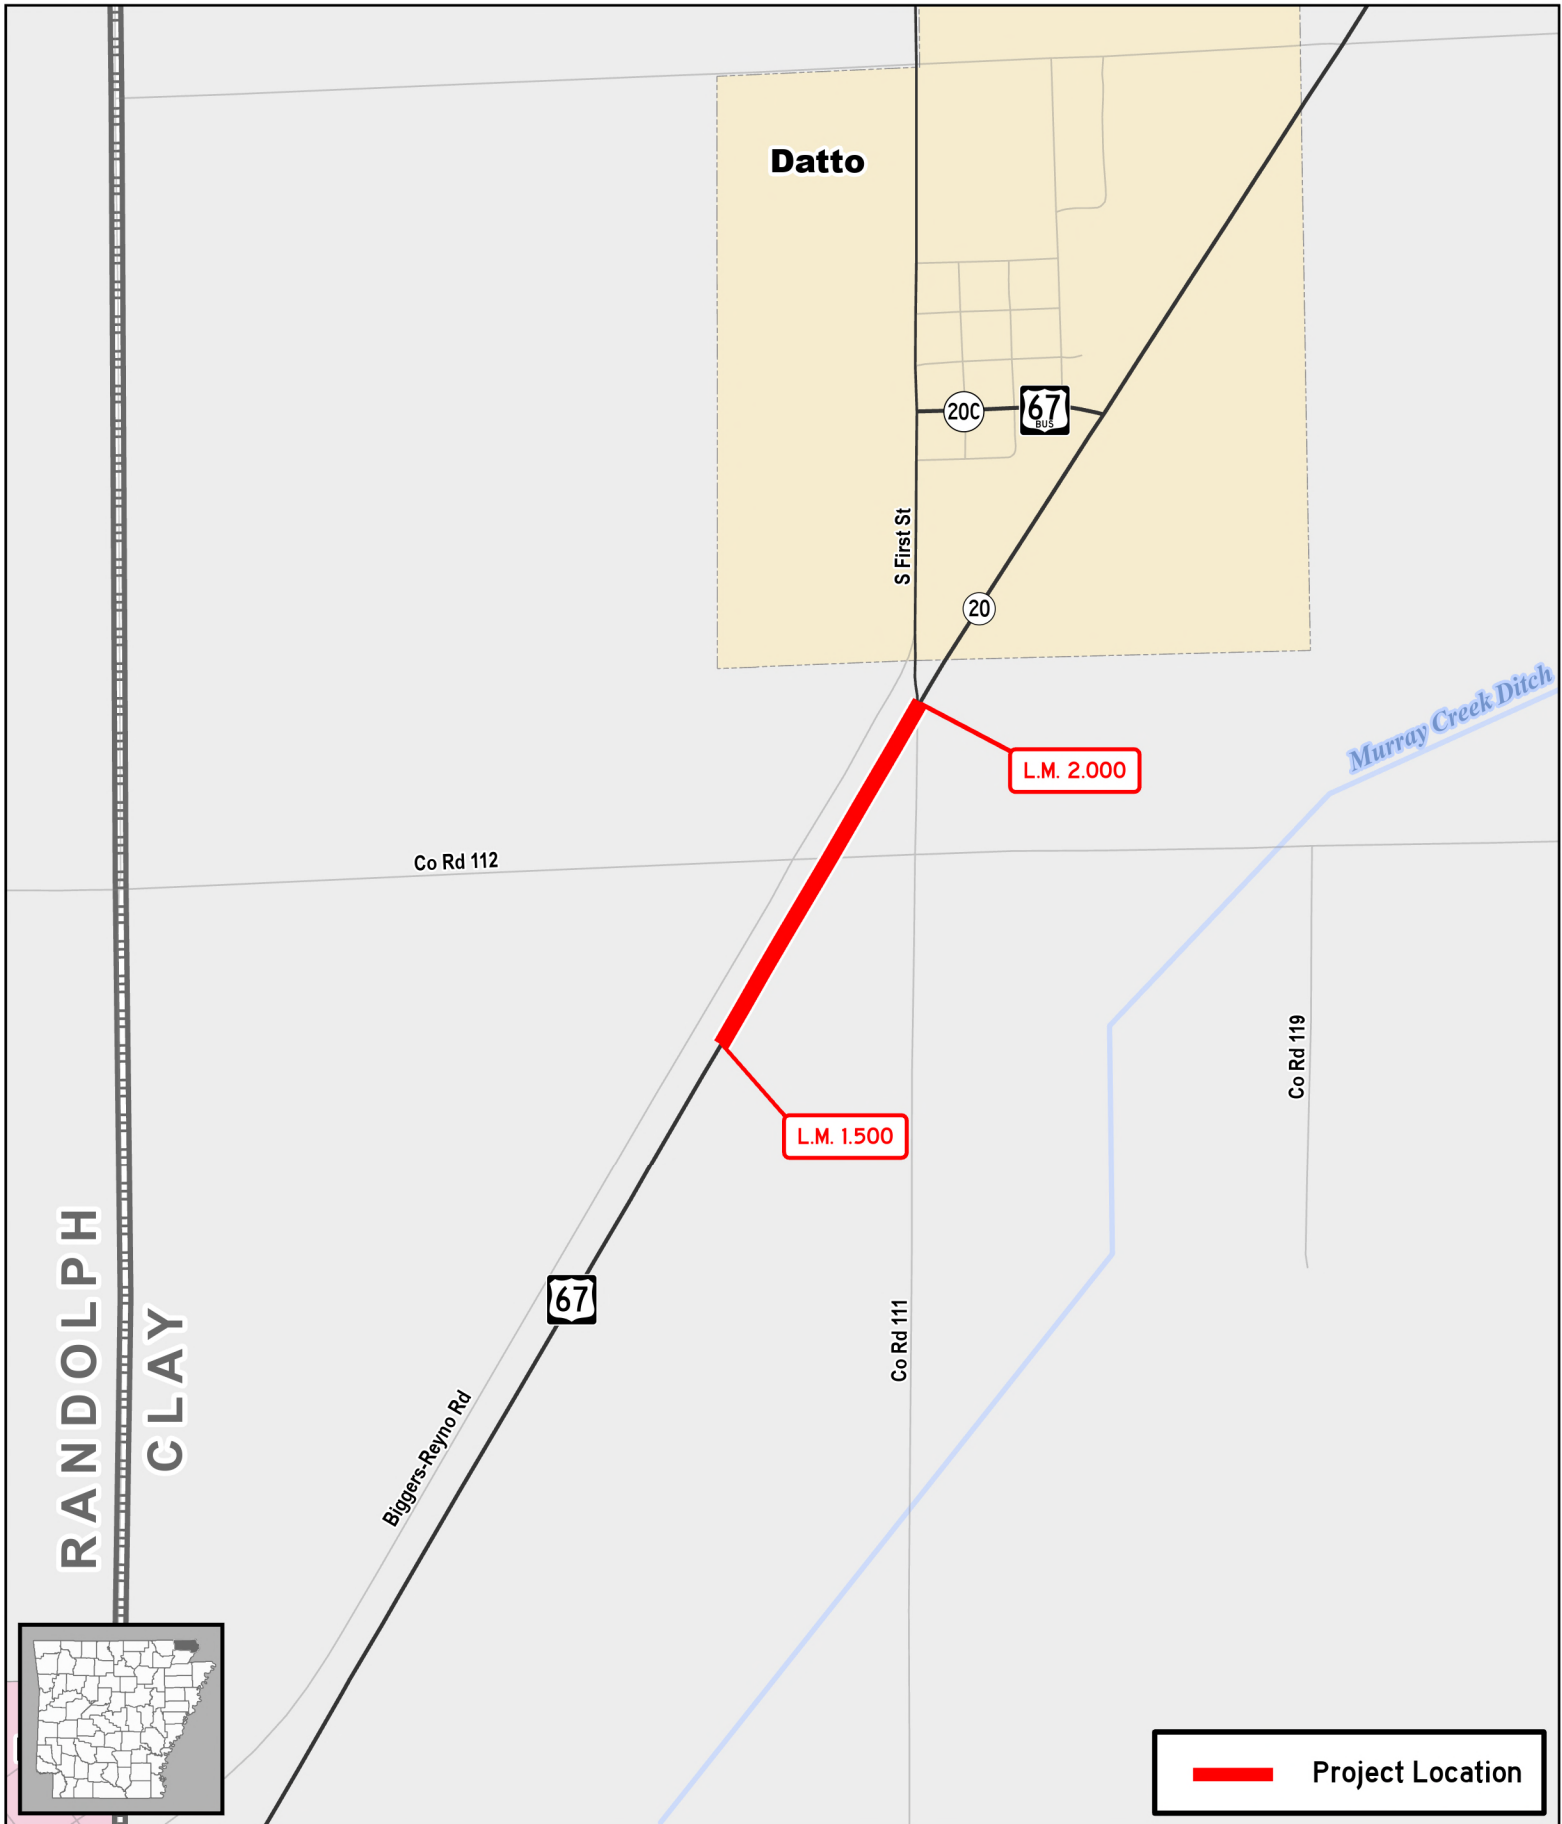 Datto
20C
67
BUS
S First St
20
Murray Creek Ditch
L.M. 2.000
Co Rd 112
Co Rd 119
L.M. 1.500
RANDOLPH
CLAY
67
Co Rd 111
Biggers-Reyno Rd
Project Location